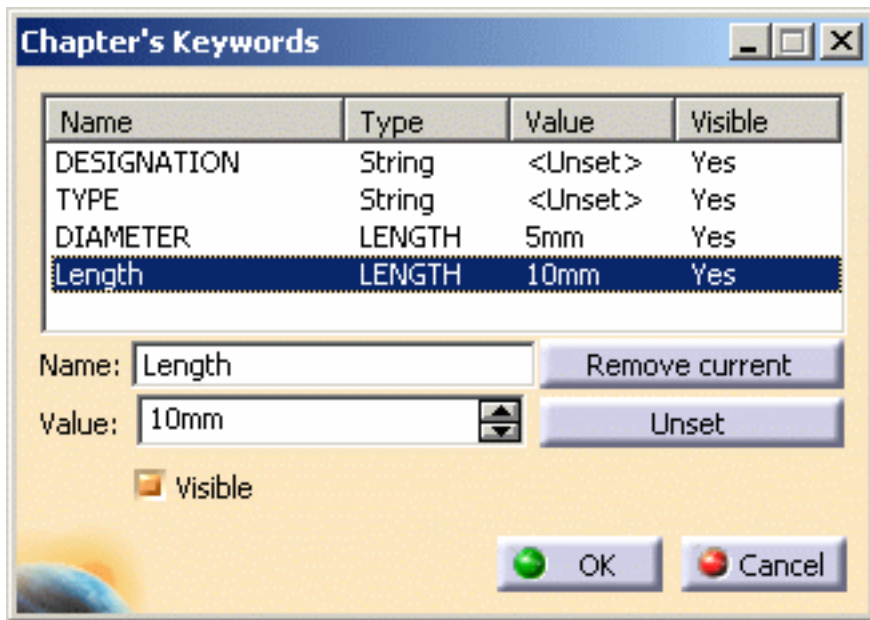 Chapter's Keywords
Name Type Value Visible
DESIGNATION String <Unset> Yes
TYPE String <Unset> Yes
DIAMETER LENGTH 5mm Yes
Length LENGTH 10mm Yes
Name: Length Remove current
Value: 10mm Unset
Visible
OK Cancel